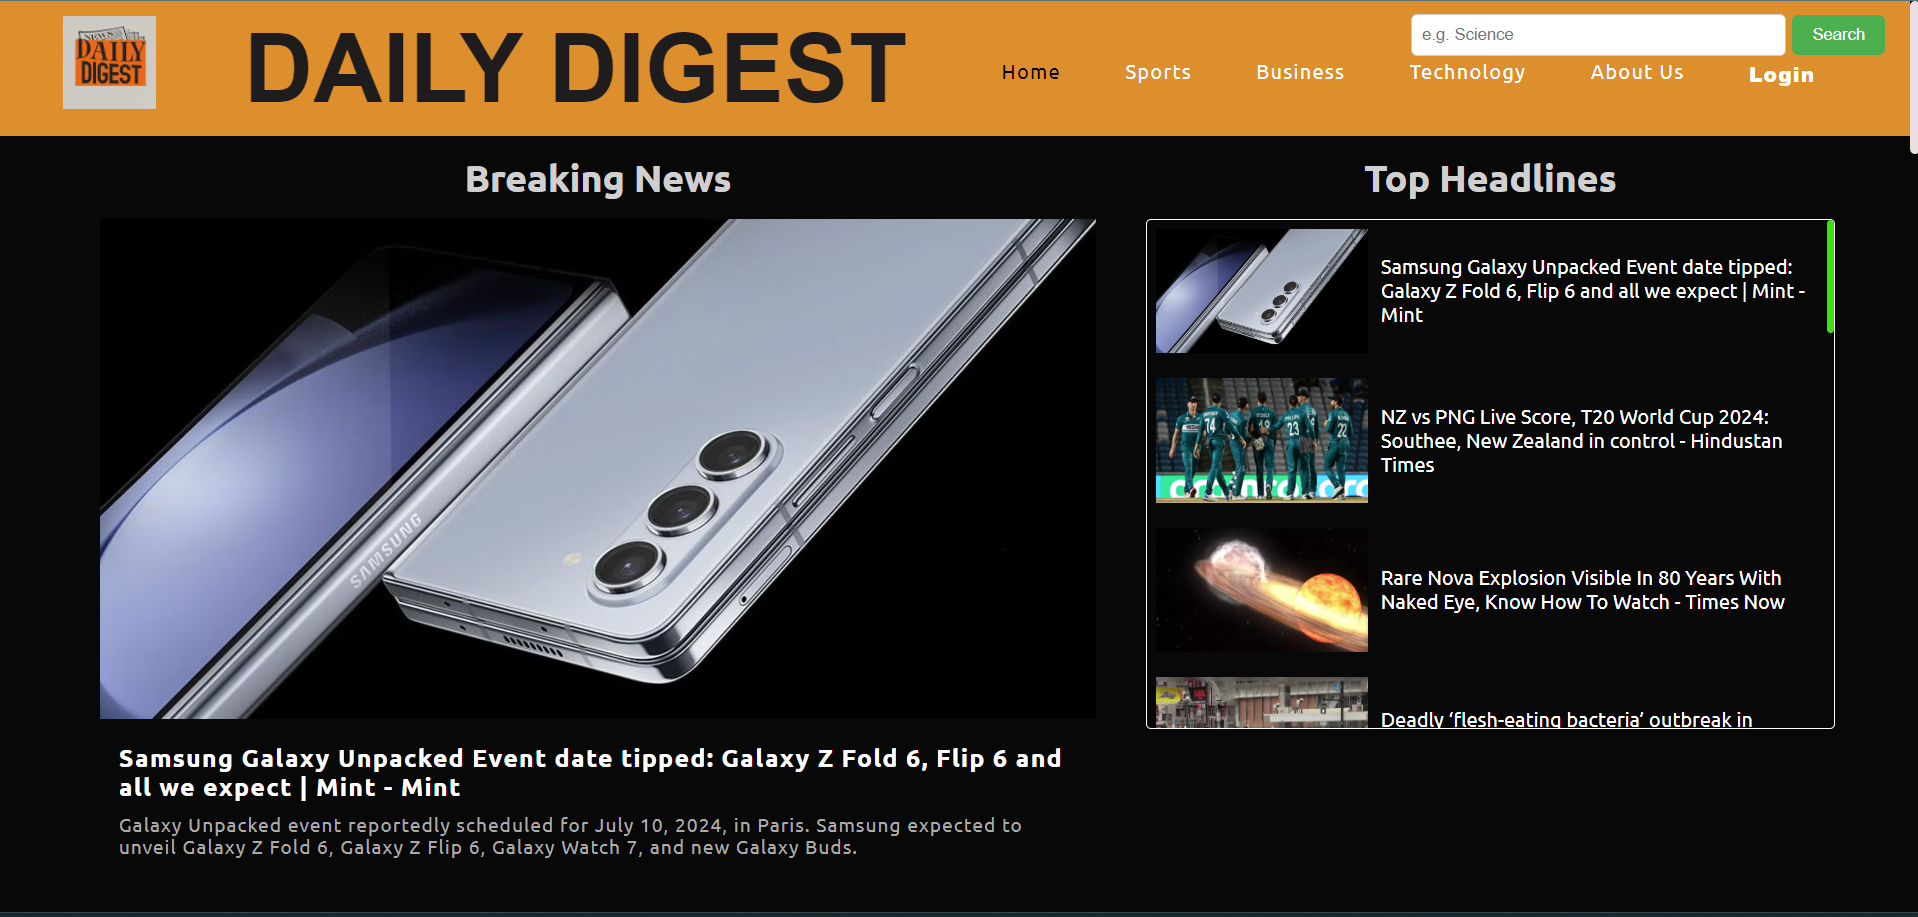 NEWS
DAILY
DIGEST
DAILY DIGEST
e.g. Science
Search
Home
Sports
Business
Technology
About Us
Login
Breaking News
SAMSUNG
Samsung Galaxy Unpacked Event date tipped: Galaxy Z Fold 6, Flip 6 and
all we expect | Mint - Mint
Galaxy Unpacked event reportedly scheduled for July 10, 2024, in Paris. Samsung expected to
unveil Galaxy Z Fold 6, Galaxy Z Flip 6, Galaxy Watch 7, and new Galaxy Buds.
Top Headlines
Samsung Galaxy Unpacked Event date tipped:
Galaxy Z Fold 6, Flip 6 and all we expect | Mint -
Mint
74
23
22
NZ vs PNG Live Score, T20 World Cup 2024:
Southee, New Zealand in control - Hindustan
Times
Rare Nova Explosion Visible In 80 Years With
Naked Eye, Know How To Watch - Times Now
Deadly ‘flesh-eating bacteria’ outbreak in